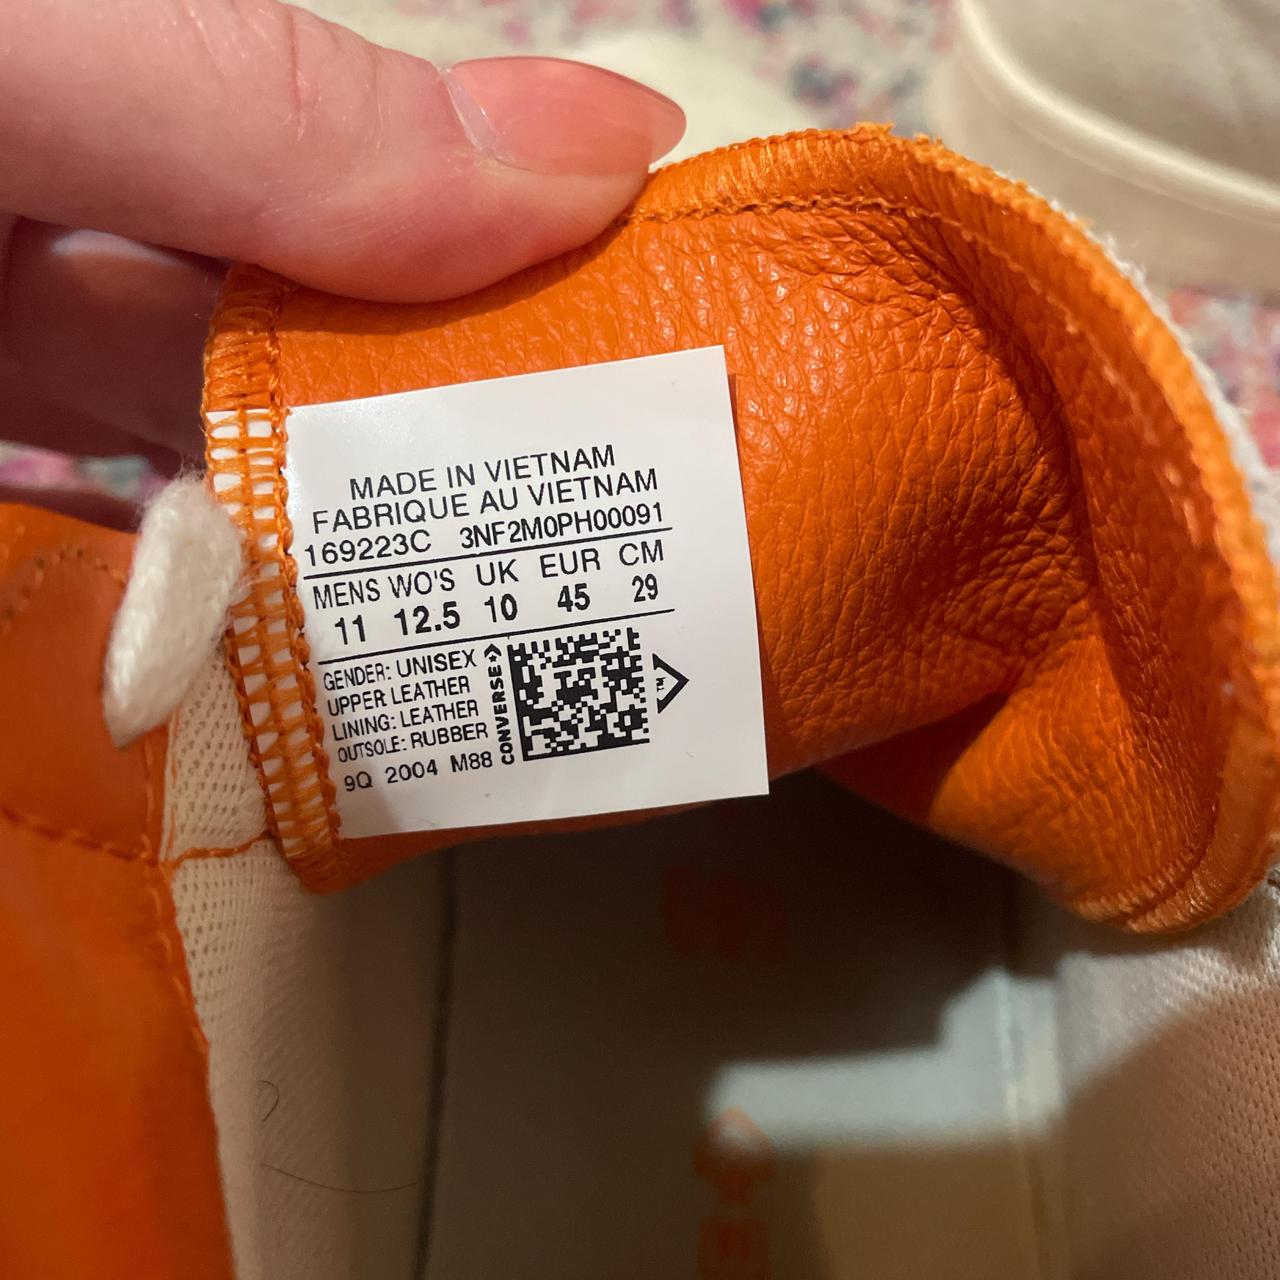 MADE IN VIETNAM
FABRIQUE AU VIETNAM
169223C 3NF2M0PH00091
MENS WO'S UK EUR CM
11 12.5 10 45 29
GENDER: UNISEX
UPPER: LEATHER
LINING: LEATHER
OUTSOLE: RUBBER
9Q 2004 M88
CONVERSE
TM